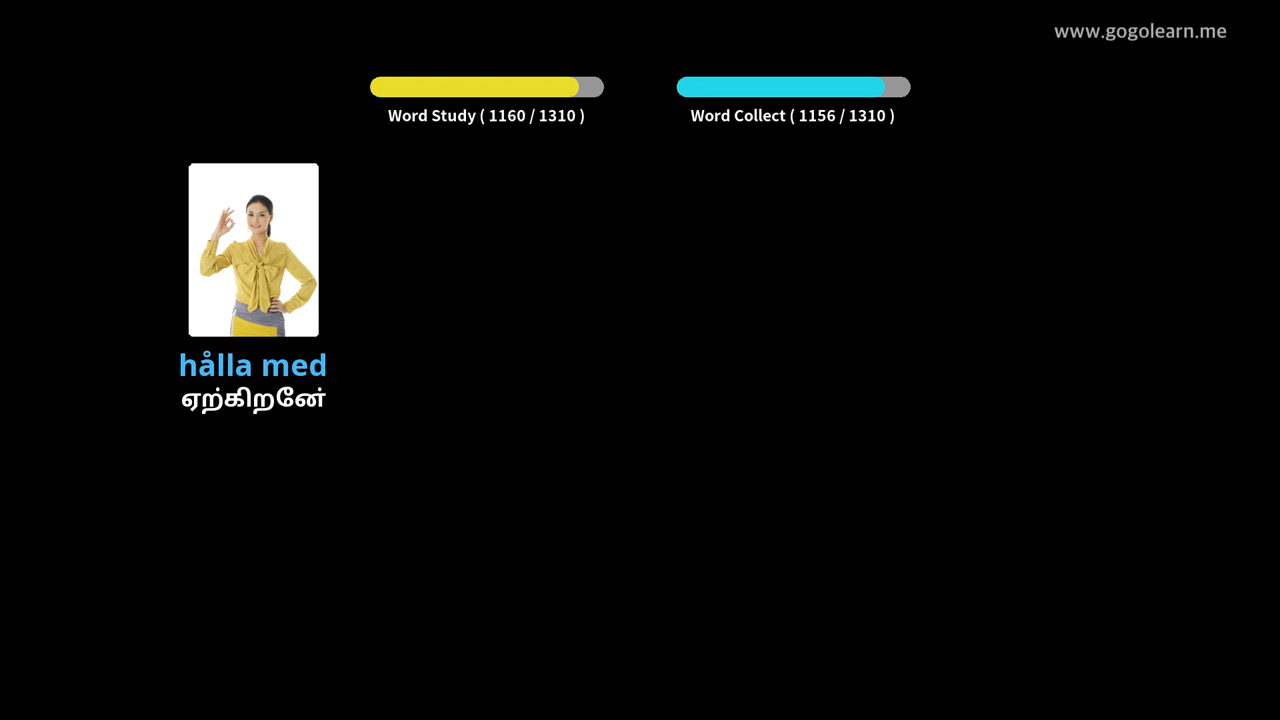 www.gogolearn.me
Word Study ( 1160 / 1310 )
Word Collect ( 1156 / 1310 )
hålla med
ஏற்கிறனேே்